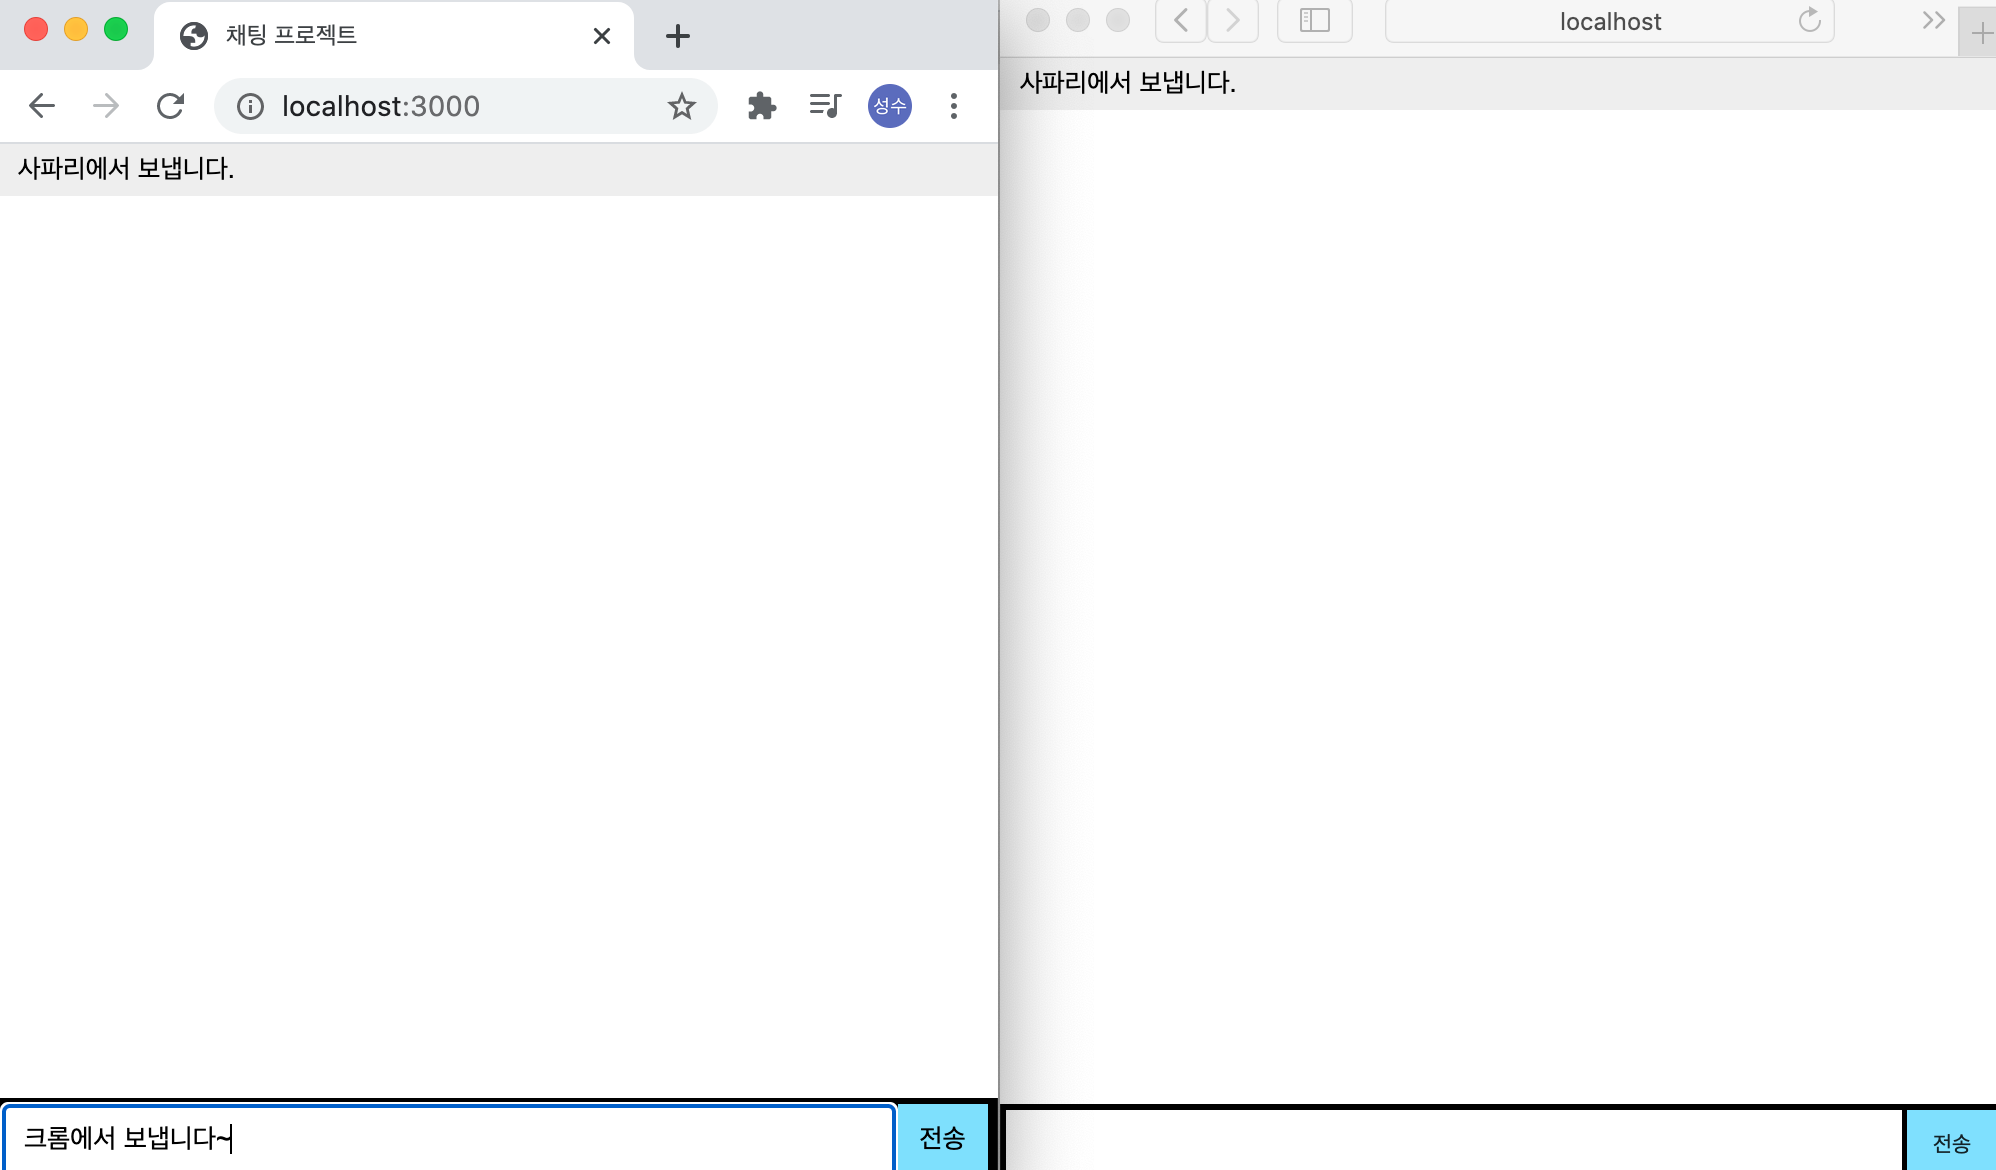 채팅 프로젝트
localhost:3000
성수
사파리에서 보냅니다.
크롬에서 보냅니다~
전송
localhost
사파리에서 보냅니다.
전송